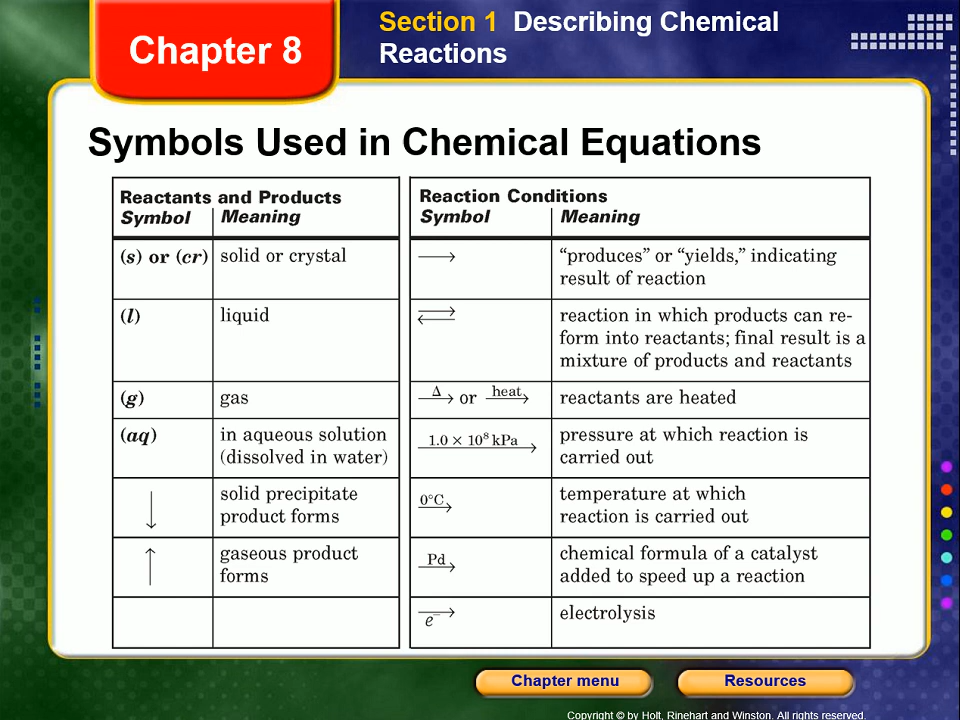 Chapter 8
Section 1 Describing Chemical
Reactions
Symbols Used in Chemical Equations
Reactants and Products
Symbol Meaning
(s) or (cr) solid or crystal
(l) liquid
(g) gas
(aq) in aqueous solution
(dissolved in water)
↓ solid precipitate
product forms
↑ gaseous product
forms
Reaction Conditions
Symbol Meaning
⟶ “produces” or “yields,” indicating
result of reaction
⇄ reaction in which products can re-
form into reactants; final result is a
mixture of products and reactants
Δ⟶ or heat⟶ reactants are heated
1.0 × 10⁸ kPa⟶ pressure at which reaction is
carried out
0°C⟶ temperature at which
reaction is carried out
Pd⟶ chemical formula of a catalyst
added to speed up a reaction
⟶e⁻ electrolysis
Chapter menu
Resources
Copyright © by Holt, Rinehart and Winston. All rights reserved.